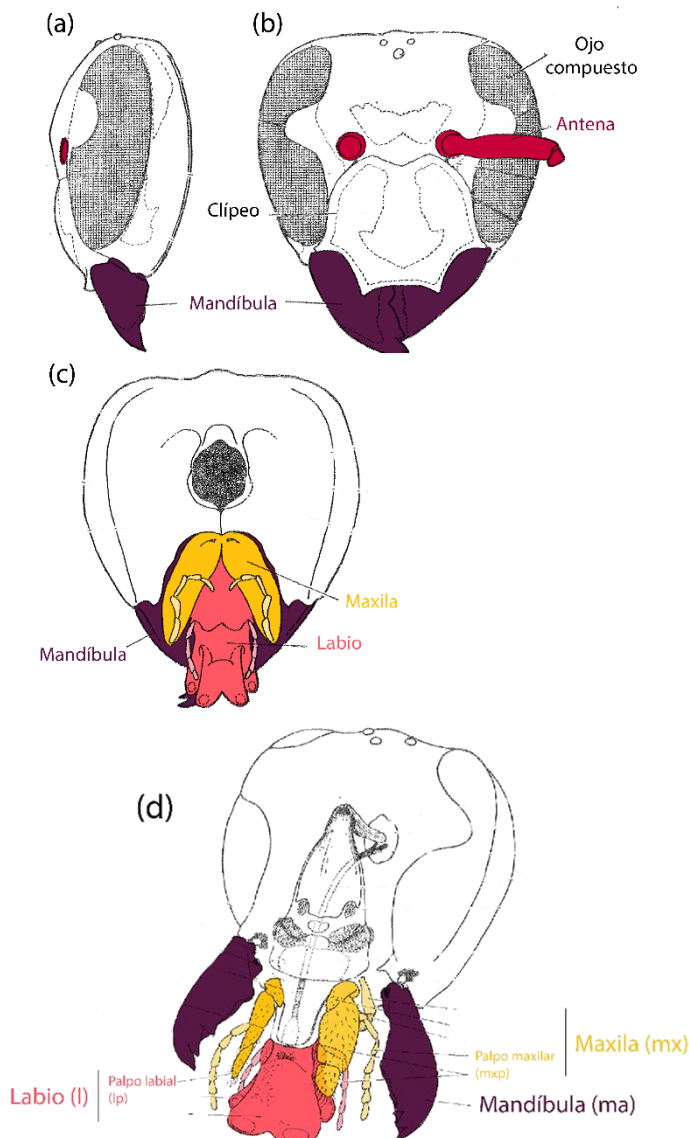 (a)
(b)
Ojo
compuesto
Antena
Clípeo
Mandíbula
(c)
Maxila
Mandíbula
Labio
(d)
Palpo maxilar
(mxp)
Maxila (mx)
Labio (l)
Palpo labial
(lp)
Mandíbula (ma)